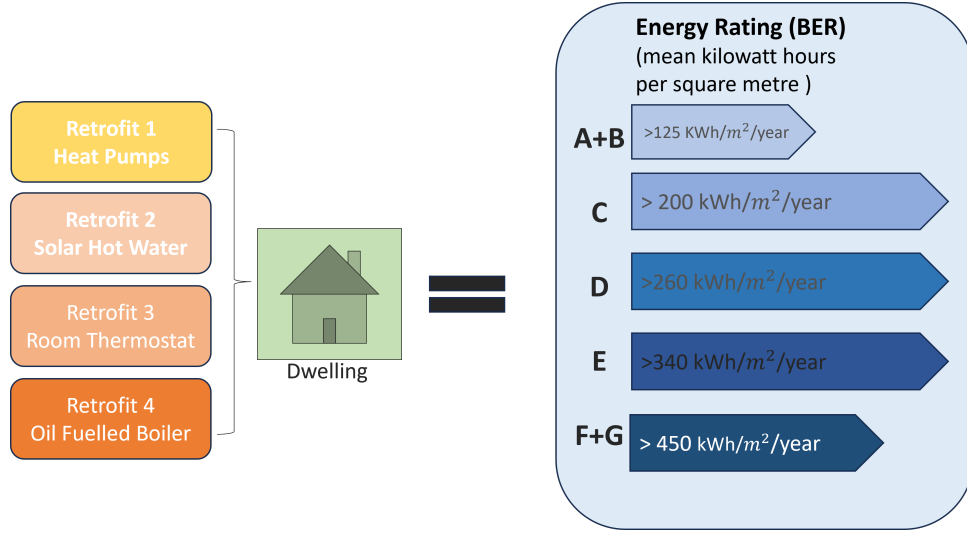 Retrofit 1
Heat Pumps
Retrofit 2
Solar Hot Water
Retrofit 3
Room Thermostat
Retrofit 4
Oil Fuelled Boiler
Dwelling
Energy Rating (BER)
(mean kilowatt hours
per square metre )
A+B >125 KWh/m²/year
C > 200 kWh/m²/year
D >260 kWh/m²/year
E >340 kWh/m²/year
F+G > 450 kWh/m²/year